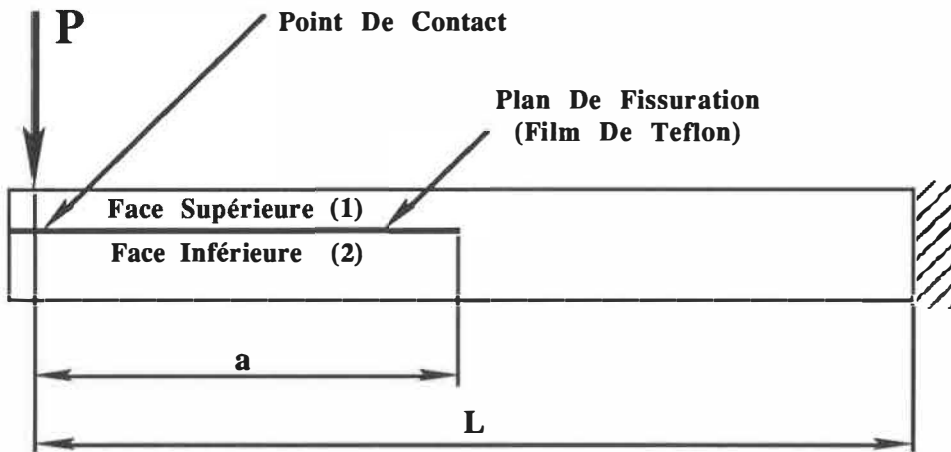 P
Point De Contact
Plan De Fissuration
(Film De Teflon)
Face Supérieure (1)
Face Inférieure (2)
a
L